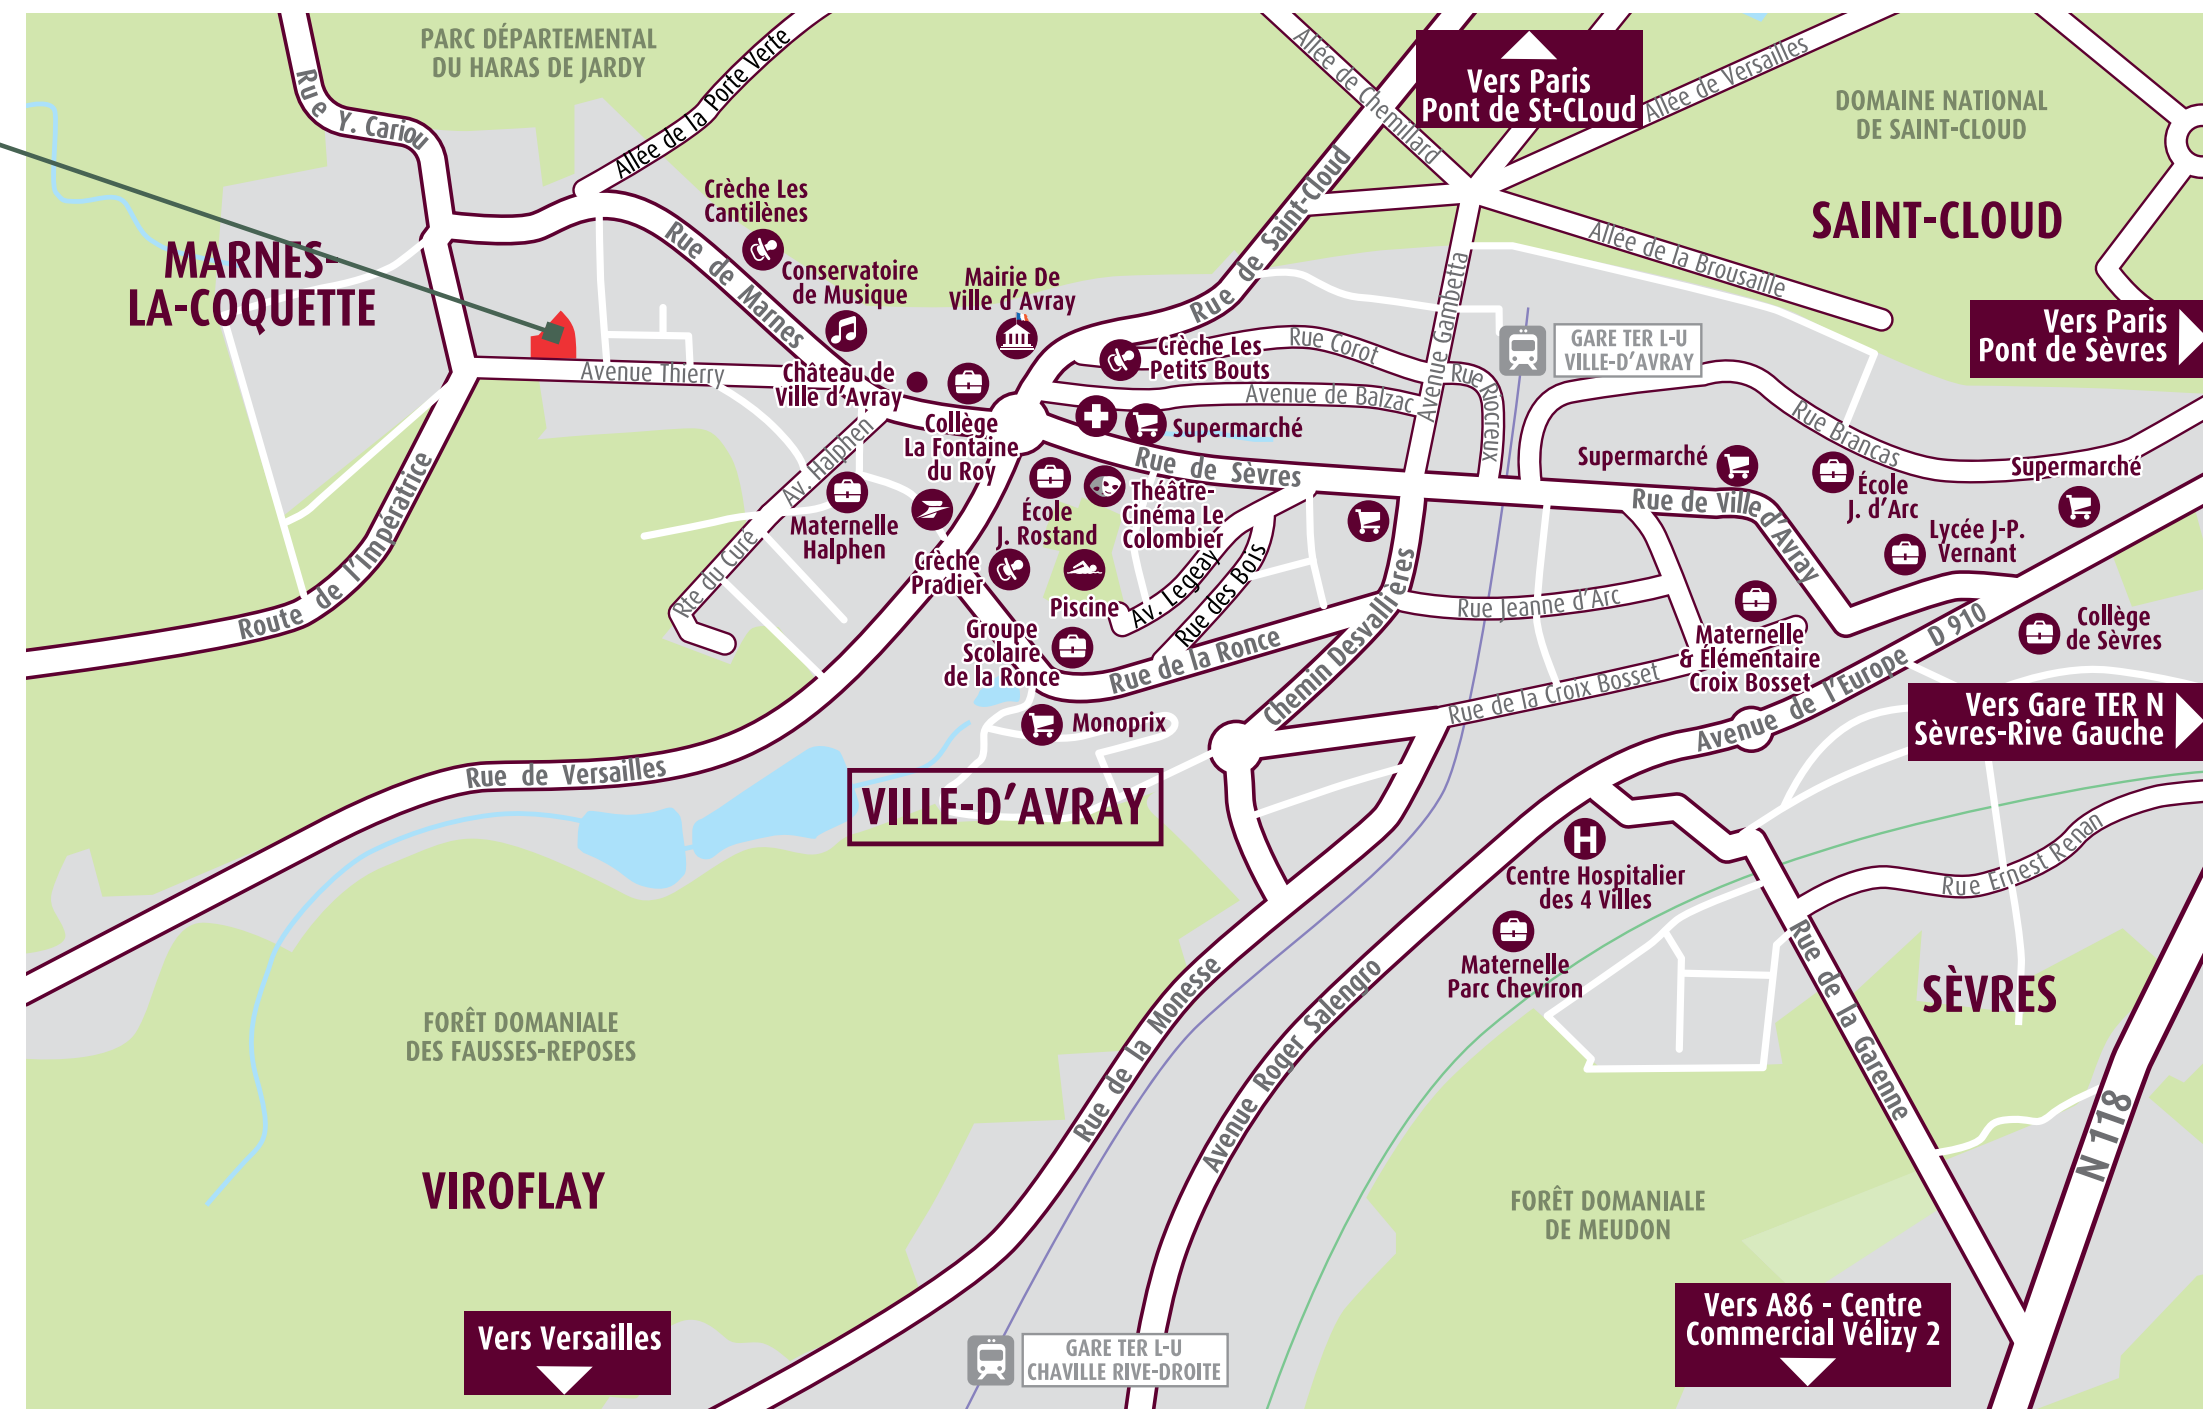 PARC DÉPARTEMENTAL
DU HARAS DE JARDY
Rue Y. Cariou
Allée de la Porte Verte
Allée de Chemillard
Vers Paris
Pont de St-CLoud
Allée de Versailles
DOMAINE NATIONAL
DE SAINT-CLOUD
SAINT-CLOUD
MARNES-
LA-COQUETTE
Crèche Les
Cantilènes
Rue de Marnes
Conservatoire
de Musique
Mairie De
Ville d'Avray
Rue de Saint-Cloud
Allée de la Brousaille
Avenue Gambetta
Vers Paris
Pont de Sèvres
GARE TER L-U
VILLE-D'AVRAY
Rue Corot
Crèche Les
Petits Bouts
Rue Riocreux
Avenue Thierry
Château de
Ville d'Avray
Avenue de Balzac
Rue Brancas
Collège
La Fontaine
du Roy
Supermarché
Rue de Sèvres
Supermarché
Supermarché
Av. Halphen
Route de l'Impératrice
Maternelle
Halphen
École
J. Rostand
Théâtre-
Cinéma Le
Colombier
Rue de Ville d'Avray
École
J. d'Arc
Lycée J-P.
Vernant
Rte du Curé
Crèche
Pradier
Piscine
Av. Legeay
Rue des Bois
Chemin Desvallières
Rue Jeanne d'Arc
Groupe
Scolaire
de la Ronce
Rue de la Ronce
Maternelle
& Elémentaire
Croix Bosset
Collège
de Sèvres
Avenue de l'Europe D 910
Rue de la Croix Bosset
Monoprix
Vers Gare TER N
Sèvres-Rive Gauche
Rue de Versailles
VILLE-D'AVRAY
Centre Hospitalier
des 4 Villes
H
Rue Ernest Renan
Maternelle
Parc Cheviron
Rue de la Monesse
Avenue Roger Salengro
Rue de la Garenne
SÈVRES
FORÊT DOMANIALE
DES FAUSSES-REPOSES
N 118
VIROFLAY
FORÊT DOMANIALE
DE MEUDON
Vers Versailles
GARE TER L-U
CHAVILLE RIVE-DROITE
Vers A86 - Centre
Commercial Vélizy 2